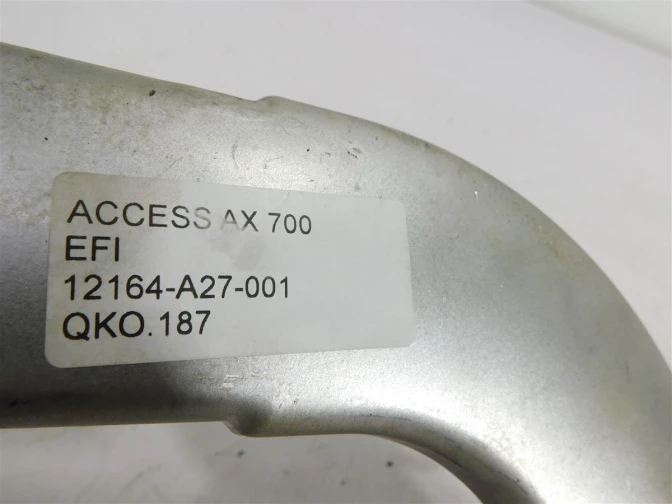 ACCESS AX 700
EFI
12164-A27-001
QKO.187